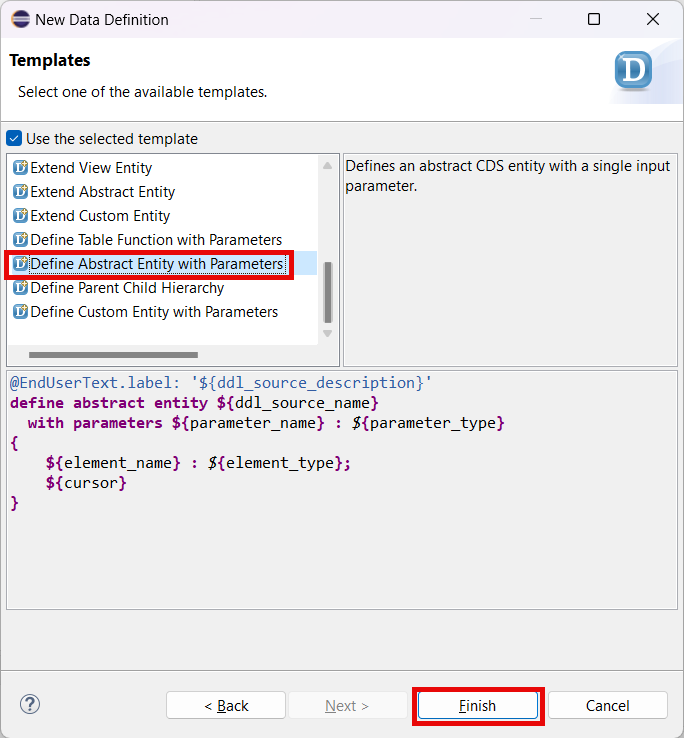 New Data Definition
Templates
Select one of the available templates.
D
Use the selected template
Extend View Entity
Extend Abstract Entity
Extend Custom Entity
Define Table Function with Parameters
Define Abstract Entity with Parameters
Define Parent Child Hierarchy
Define Custom Entity with Parameters
Defines an abstract CDS entity with a single input
parameter.
@EndUserText.label: '${ddl_source_description}'
define abstract entity ${ddl_source_name}
  with parameters ${parameter_name} : ${parameter_type}
{
    ${element_name} : ${element_type};
    ${cursor}
}
?
< Back
Next >
Finish
Cancel